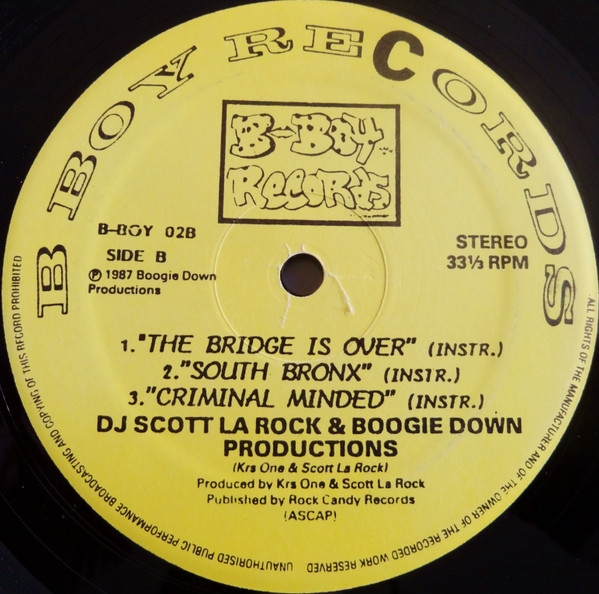 B BOY RECORDS
B-BOY
RECORDS
B-BOY 02B
SIDE B
℗ 1987 Boogie Down
Productions
STEREO
33⅓ RPM
1."THE BRIDGE IS OVER" (INSTR.)
2."SOUTH BRONX" (INSTR.)
3."CRIMINAL MINDED" (INSTR.)
DJ SCOTT LA ROCK & BOOGIE DOWN
PRODUCTIONS
(Krs One & Scott La Rock)
Produced by Krs One & Scott La Rock
Published by Rock Candy Records
(ASCAP)
ALL RIGHTS OF THE MANUFACTURER AND OF THE OWNER OF THE RECORDED WORK RESERVED
UNAUTHORISED PUBLIC PERFORMANCE BROADCASTING AND COPYING OF THIS RECORD PROHIBITED